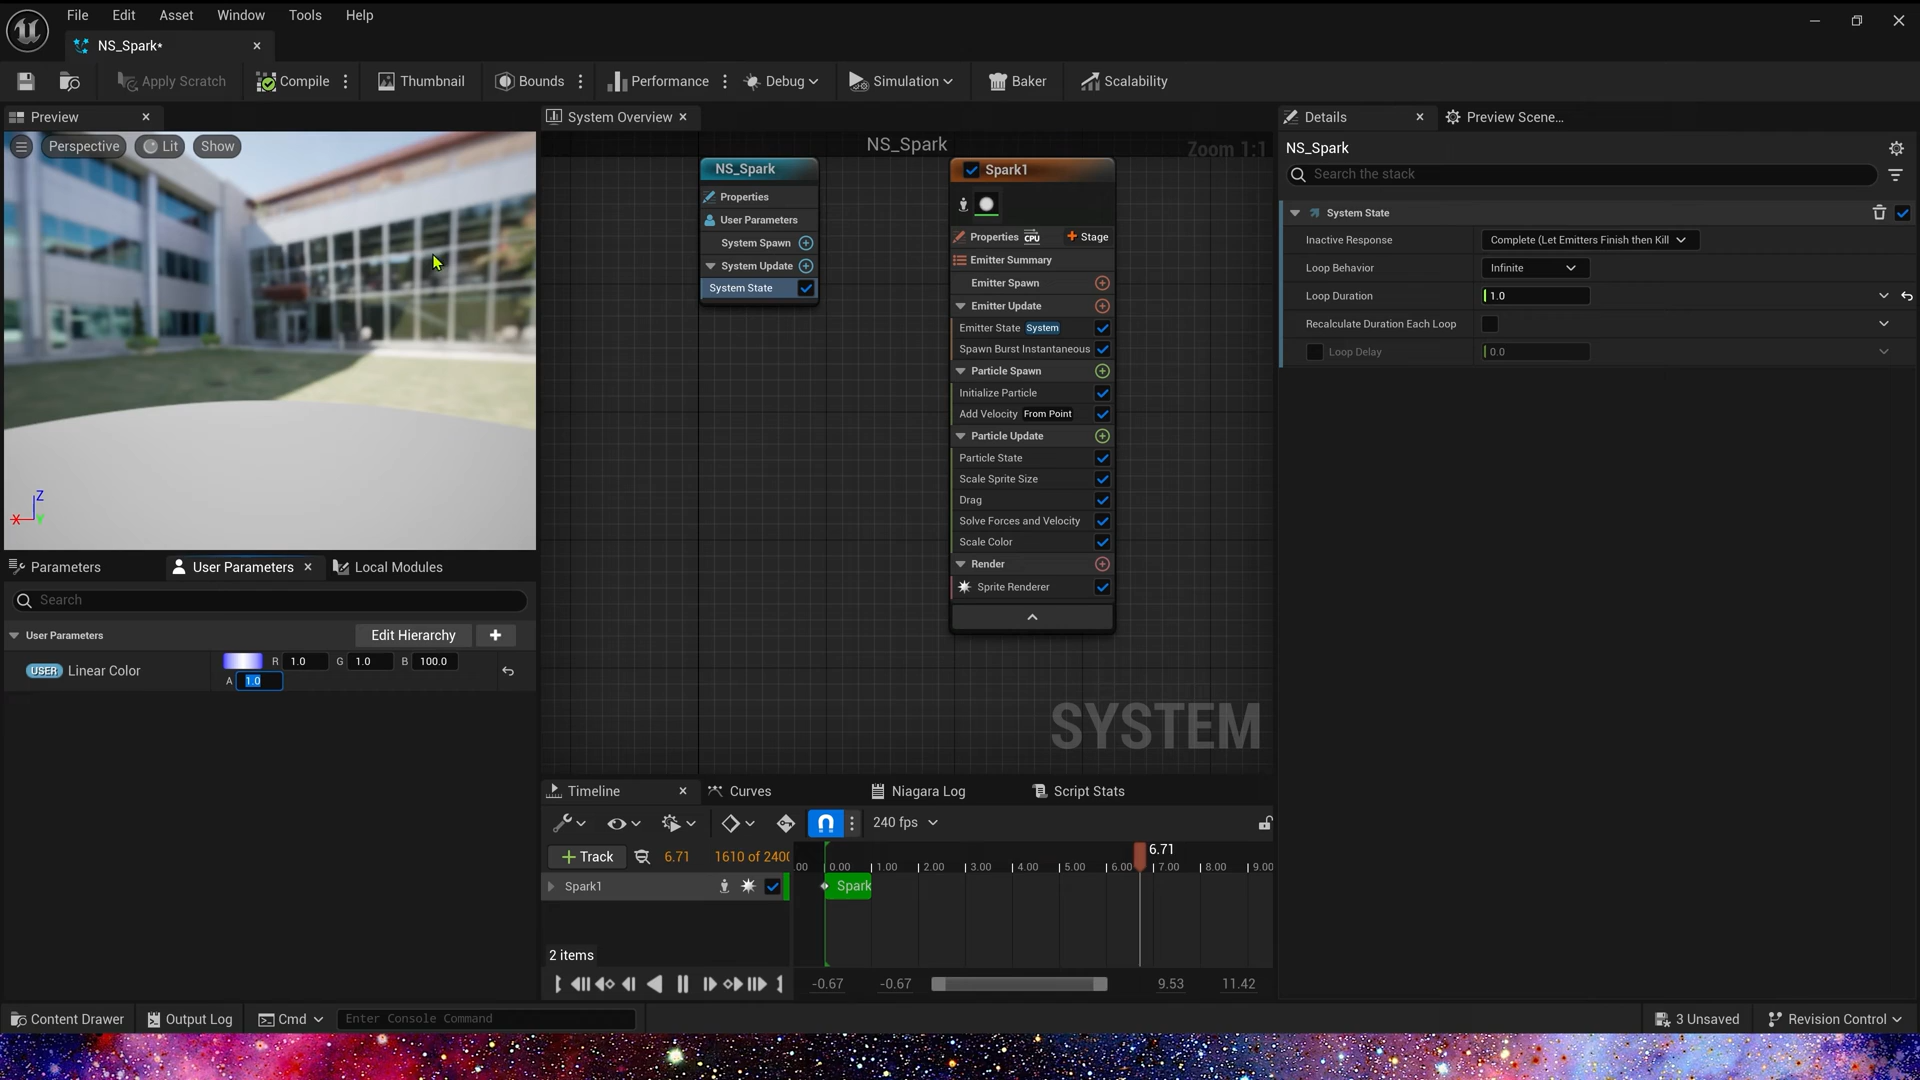 File Edit Asset Window Tools Help
NS_Spark*
Apply Scratch Compile Thumbnail Bounds Performance Debug Simulation Baker Scalability
Preview
Perspective Lit Show
Z
X Y
Parameters User Parameters Local Modules
Search
User Parameters Edit Hierarchy
USER Linear Color R 1.0 G 1.0 B 100.0
A 1.0
System Overview
NS_Spark
Zoom 1:1
NS_Spark
Properties
User Parameters
System Spawn
System Update
System State
Spark1
Properties CPU Stage
Emitter Summary
Emitter Spawn
Emitter Update
Emitter State System
Spawn Burst Instantaneous
Particle Spawn
Initialize Particle
Add Velocity From Point
Particle Update
Particle State
Scale Sprite Size
Drag
Solve Forces and Velocity
Scale Color
Render
Sprite Renderer
SYSTEM
Timeline Curves Niagara Log Script Stats
240 fps
+ Track 6.71 1610 of 2400
6.71
00 0.00 1.00 2.00 3.00 4.00 5.00 6.00 7.00 8.00 9.00
Spark1
Spark
2 items
-0.67 -0.67 9.53 11.42
Details Preview Scene...
NS_Spark
Search the stack
System State
Inactive Response Complete (Let Emitters Finish then Kill
Loop Behavior Infinite
Loop Duration 1.0
Recalculate Duration Each Loop
Loop Delay 0.0
Content Drawer Output Log Cmd Enter Console Command 3 Unsaved Revision Control